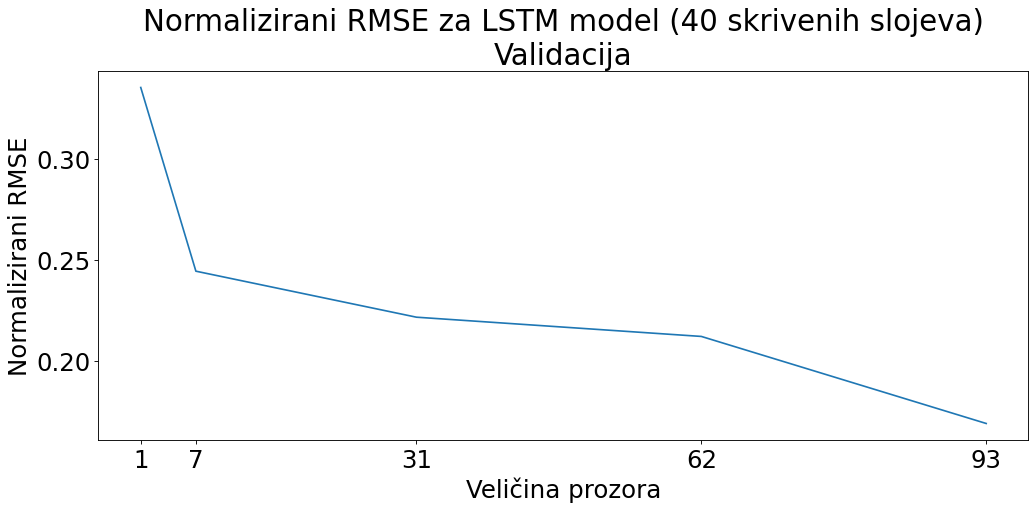 Normalizirani RMSE za LSTM model (40 skrivenih slojeva)
Validacija
Normalizirani RMSE
0.30
0.25
0.20
1 7 31 62 93
Veličina prozora